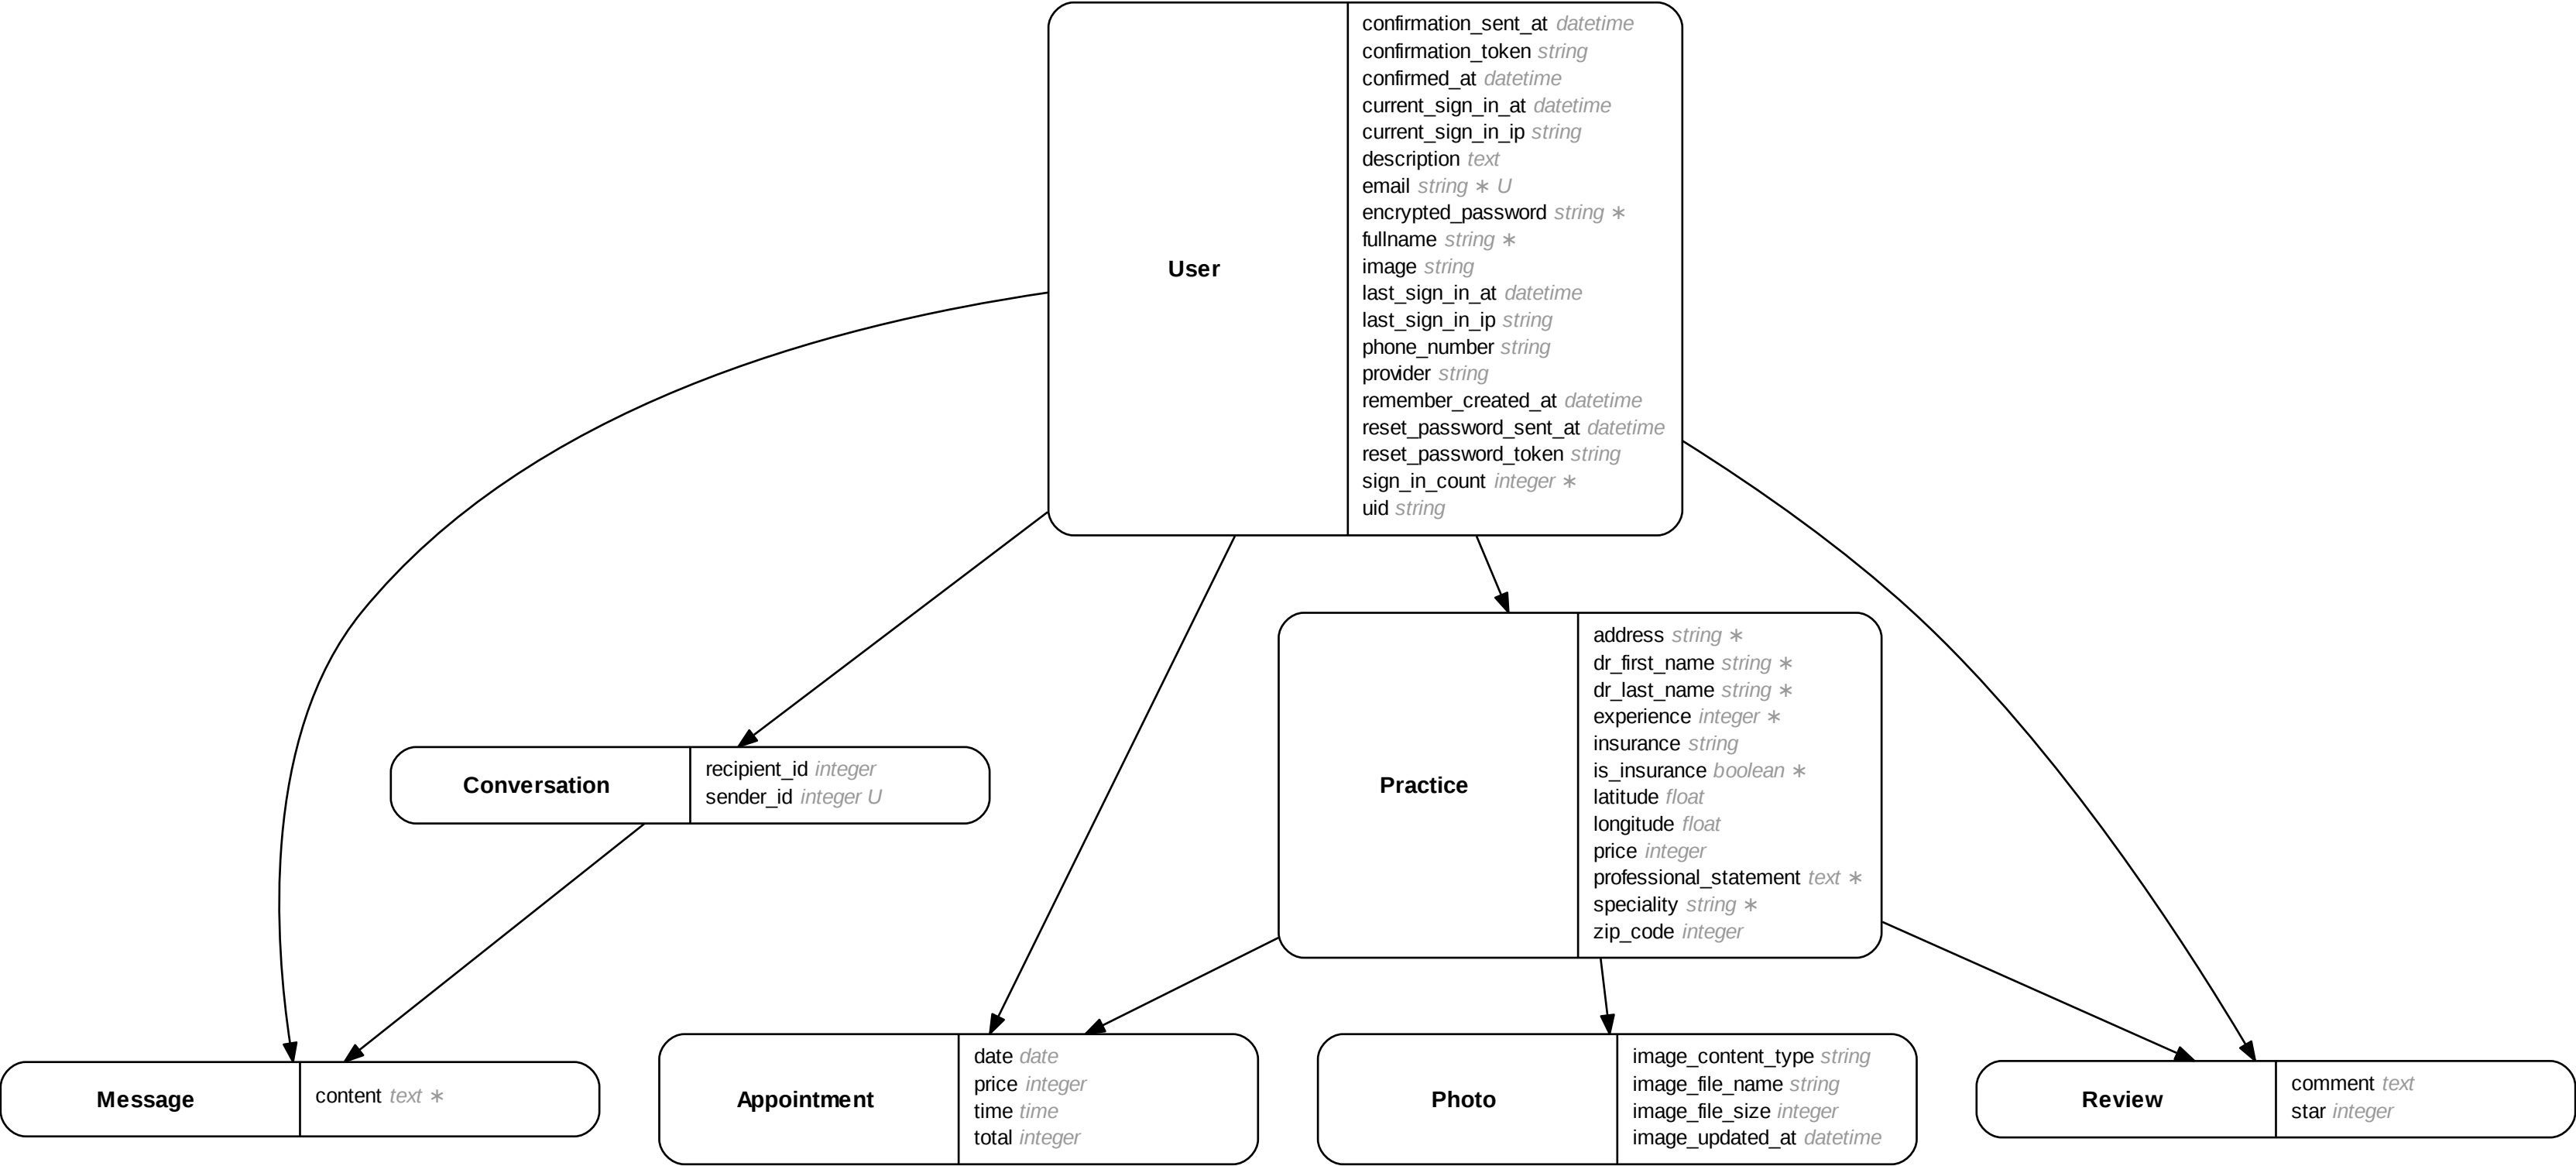 User
confirmation_sent_at datetime
confirmation_token string
confirmed_at datetime
current_sign_in_at datetime
current_sign_in_ip string
description text
email string ∗ U
encrypted_password string ∗
fullname string ∗
image string
last_sign_in_at datetime
last_sign_in_ip string
phone_number string
provider string
remember_created_at datetime
reset_password_sent_at datetime
reset_password_token string
sign_in_count integer ∗
uid string
Conversation
recipient_id integer
sender_id integer U
Practice
address string ∗
dr_first_name string ∗
dr_last_name string ∗
experience integer ∗
insurance string
is_insurance boolean ∗
latitude float
longitude float
price integer
professional_statement text ∗
speciality string ∗
zip_code integer
Message
content text ∗
Appointment
date date
price integer
time time
total integer
Photo
image_content_type string
image_file_name string
image_file_size integer
image_updated_at datetime
Review
comment text
star integer